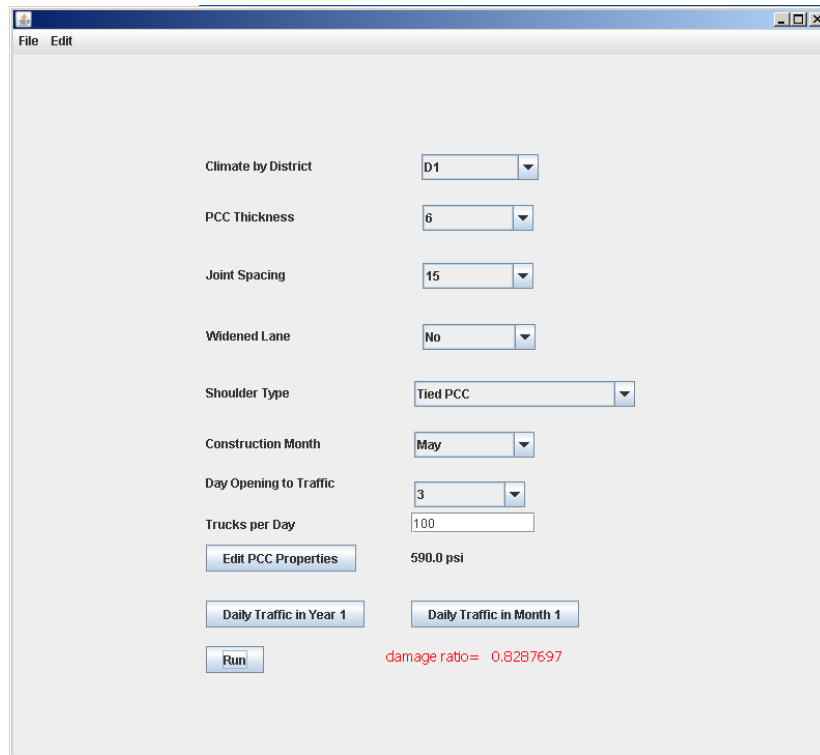 File Edit
Climate by District D1
PCC Thickness 6
Joint Spacing 15
Widened Lane No
Shoulder Type Tied PCC
Construction Month May
Day Opening to Traffic 3
Trucks per Day 100
Edit PCC Properties 590.0 psi
Daily Traffic in Year 1 Daily Traffic in Month 1
Run damage ratio= 0.8287697